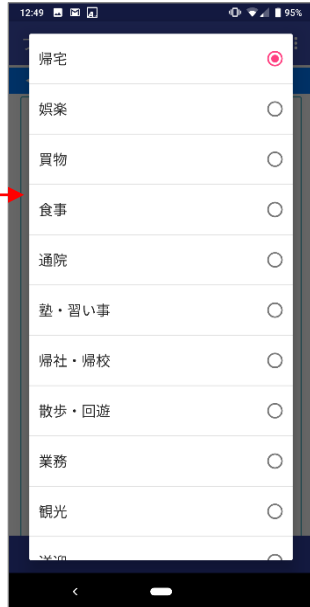 12:49
95%
帰宅
娯楽
買物
食事
通院
塾・習い事
帰社・帰校
散歩・回遊
業務
観光